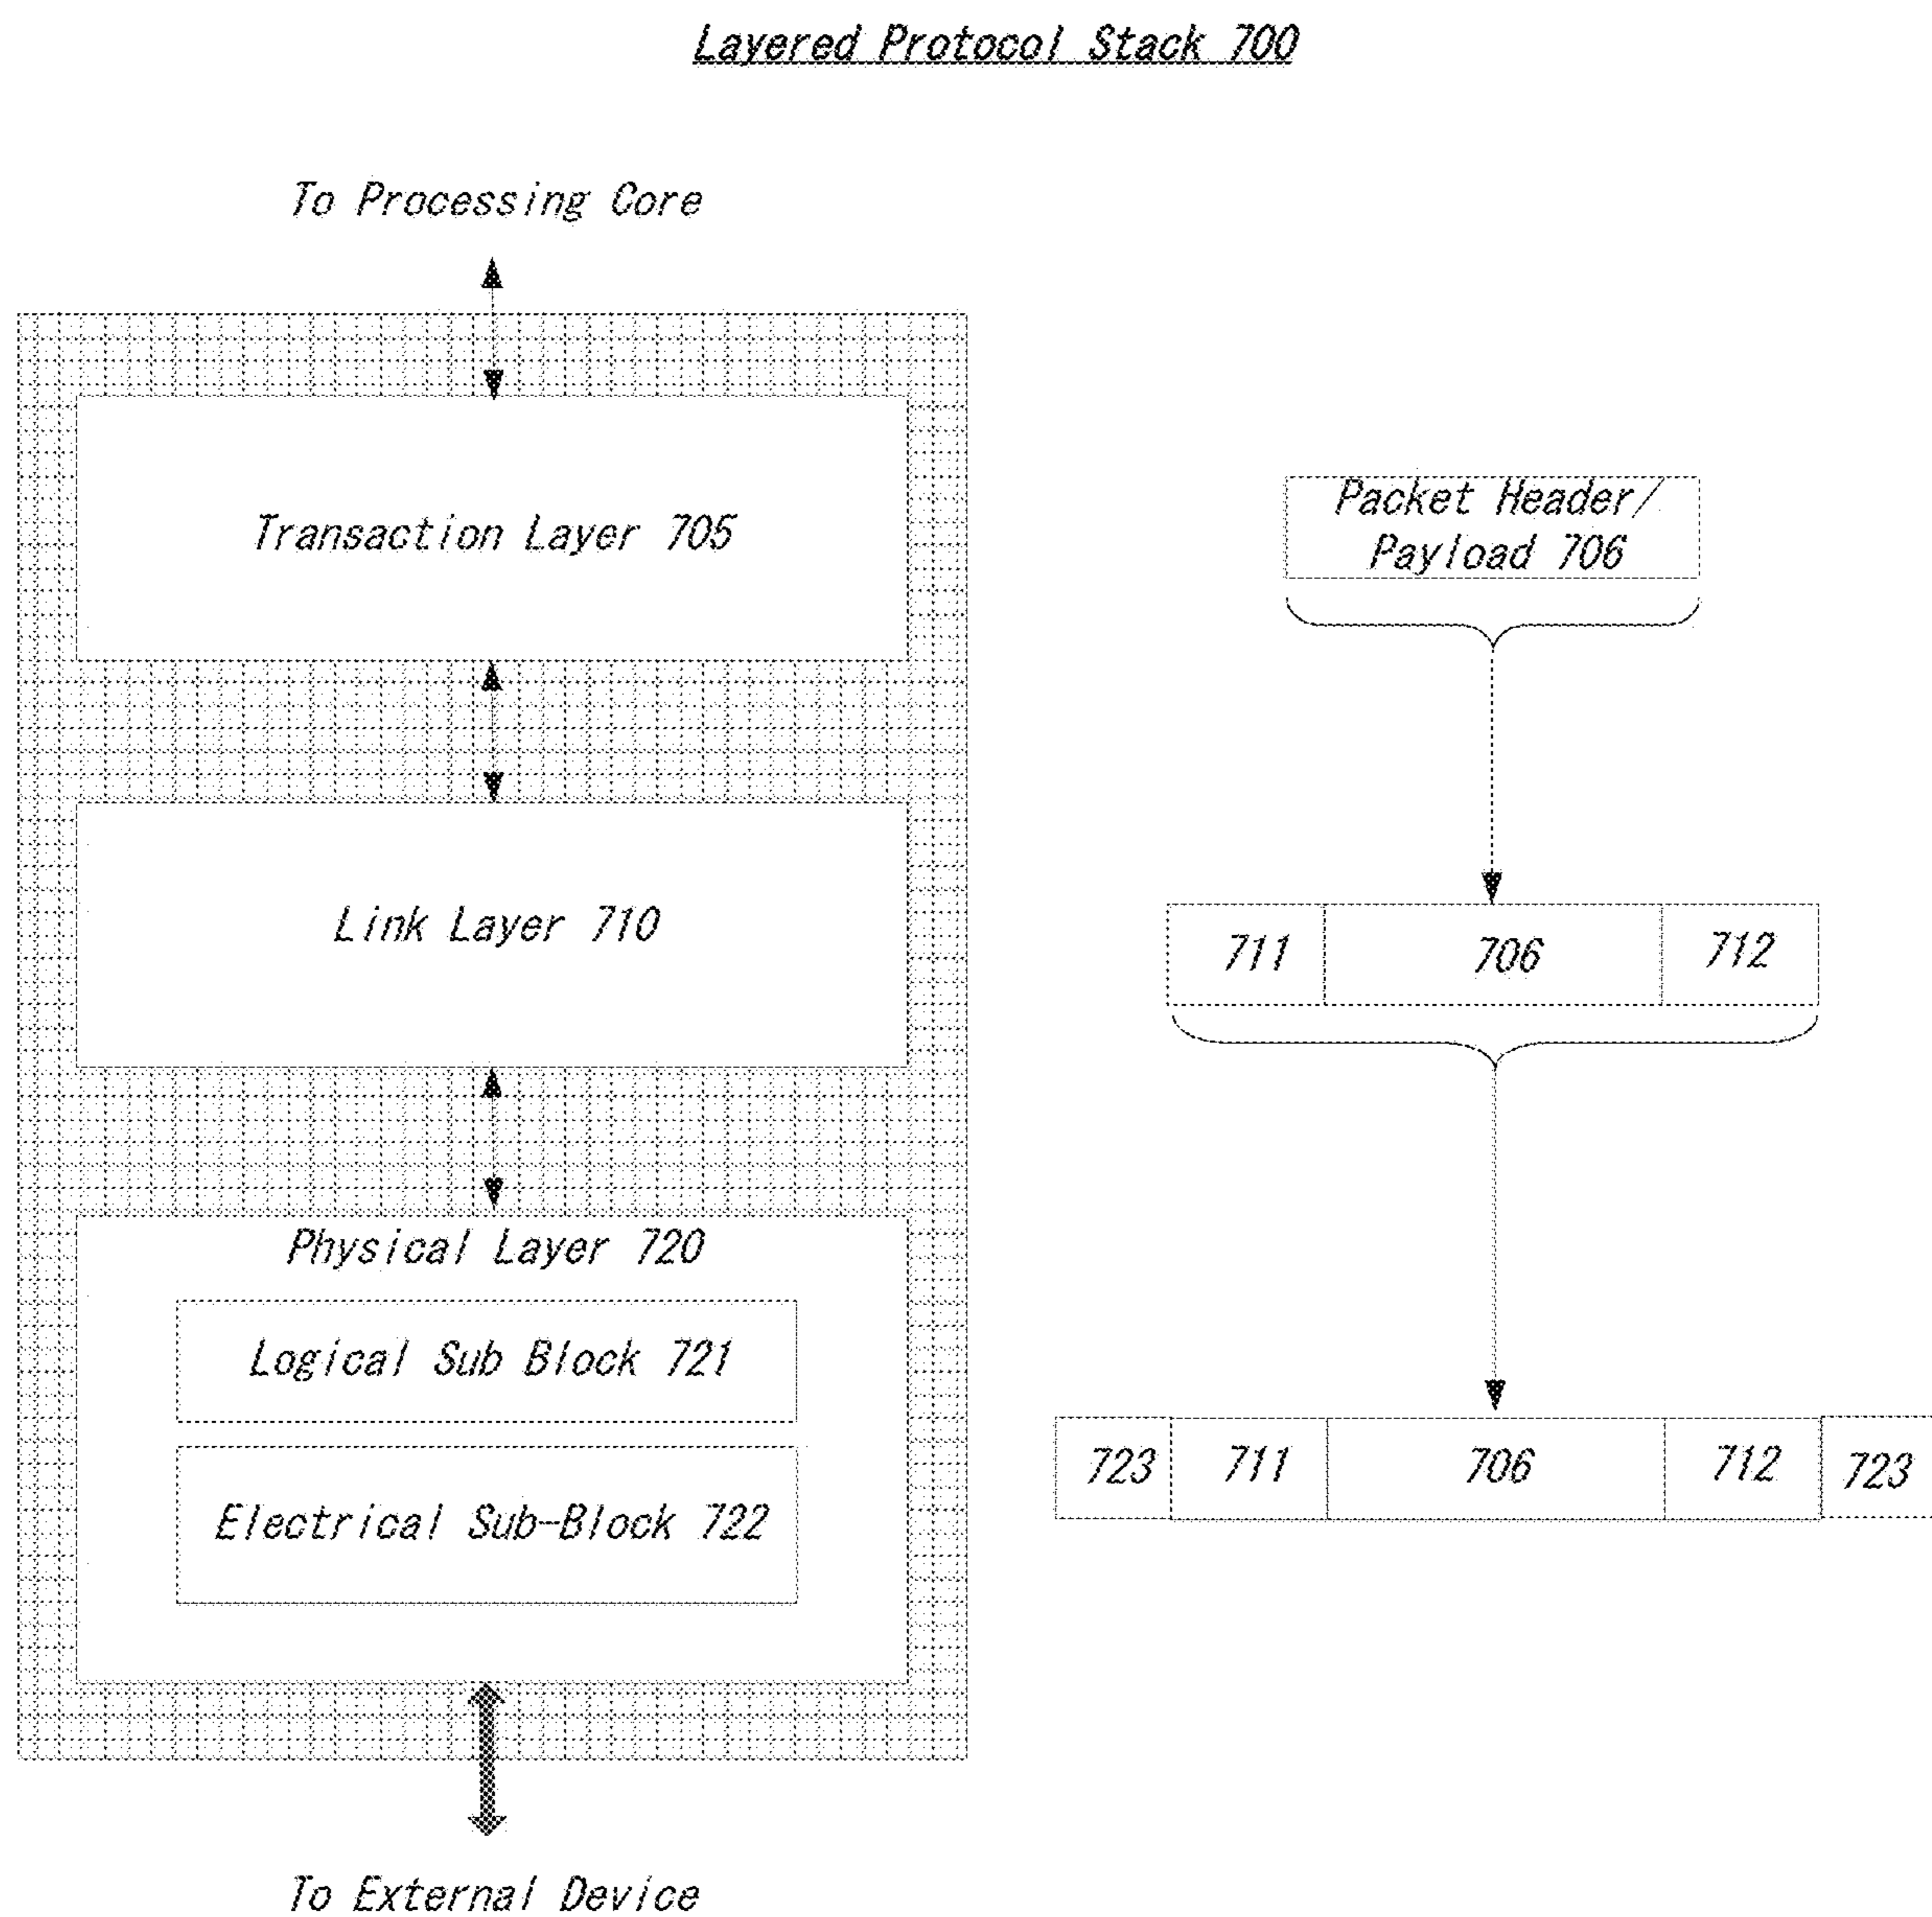 Layered Protocol Stack 700
To Processing Core
Transaction Layer 705
Packet Header/
Payload 706
Link Layer 710
711 706 712
Physical Layer 720
Logical Sub Block 721
Electrical Sub-Block 722
723 711 706 712 723
To External Device